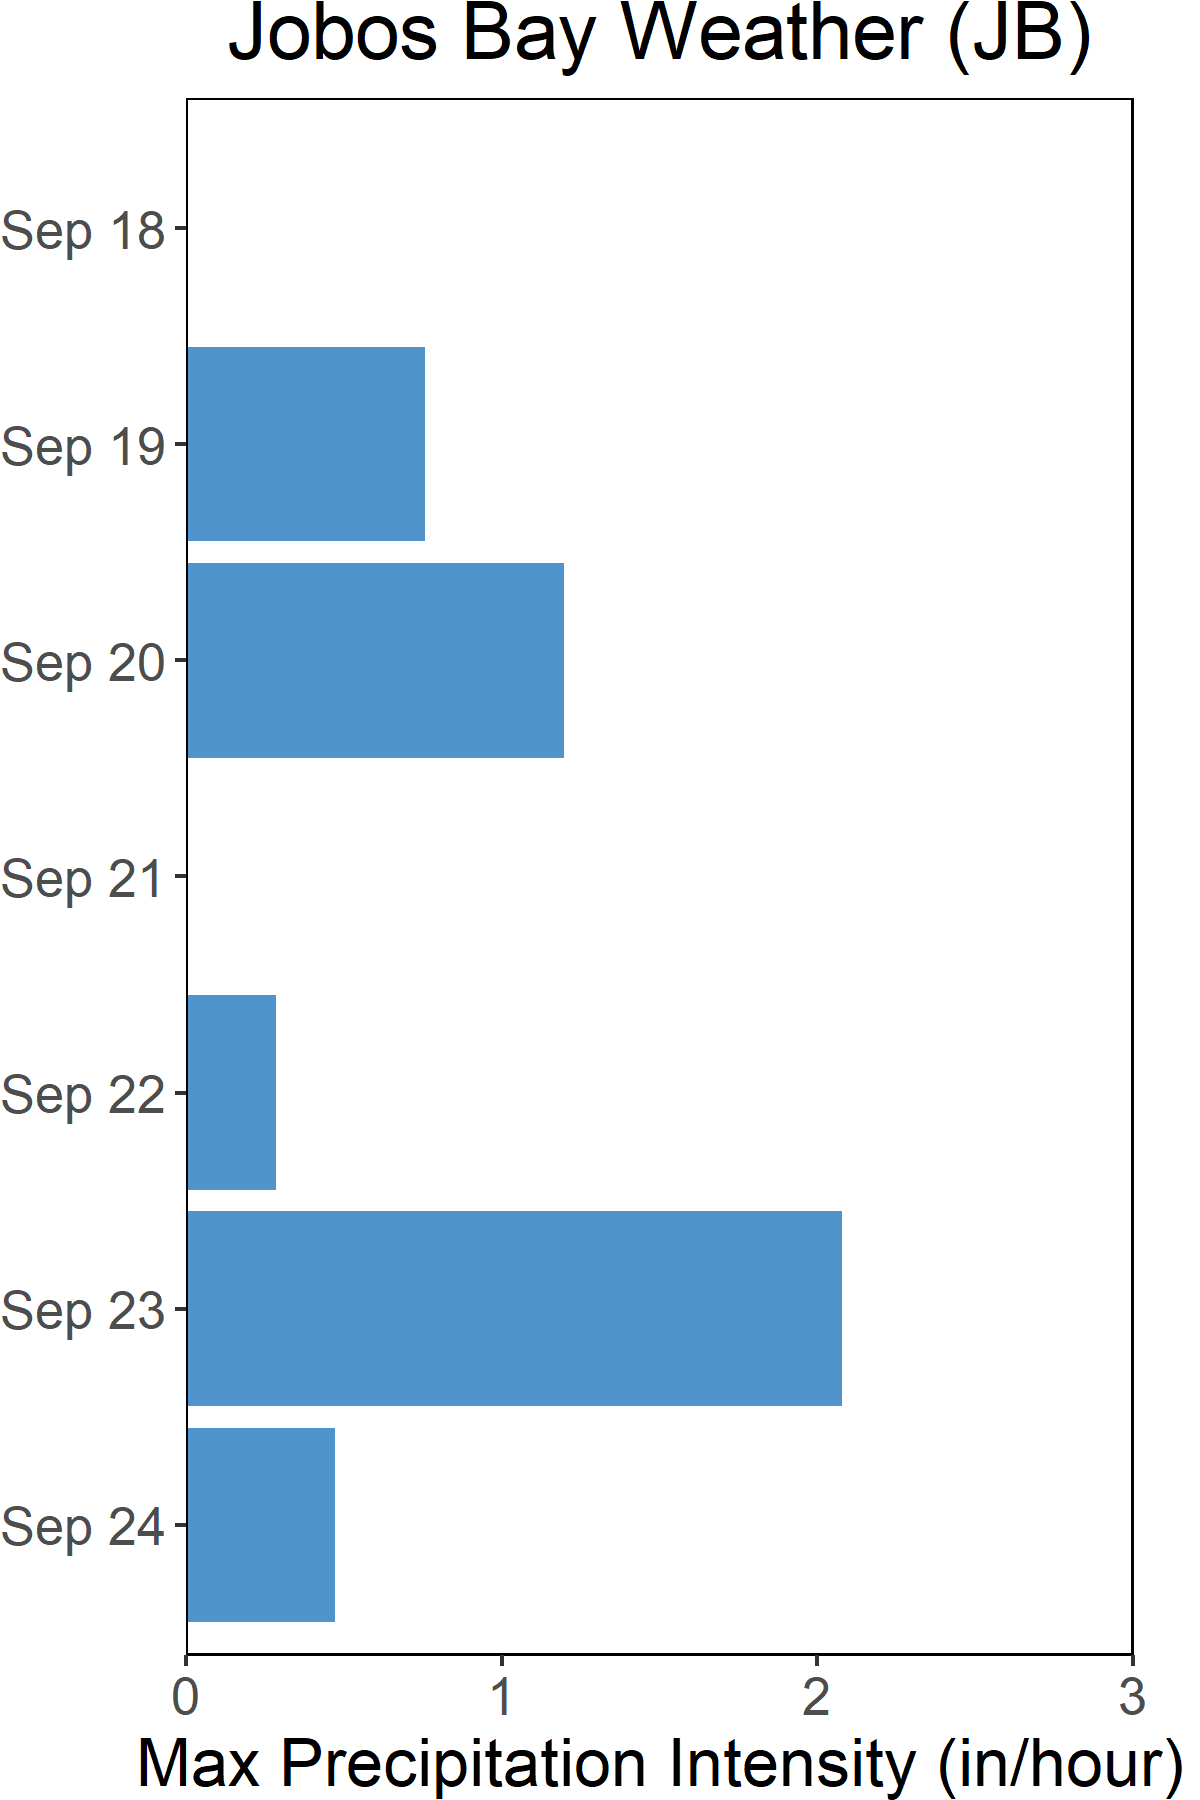 Jobos Bay Weather (JB)
Sep 18
Sep 19
Sep 20
Sep 21
Sep 22
Sep 23
Sep 24
0 1 2 3
Max Precipitation Intensity (in/hour)